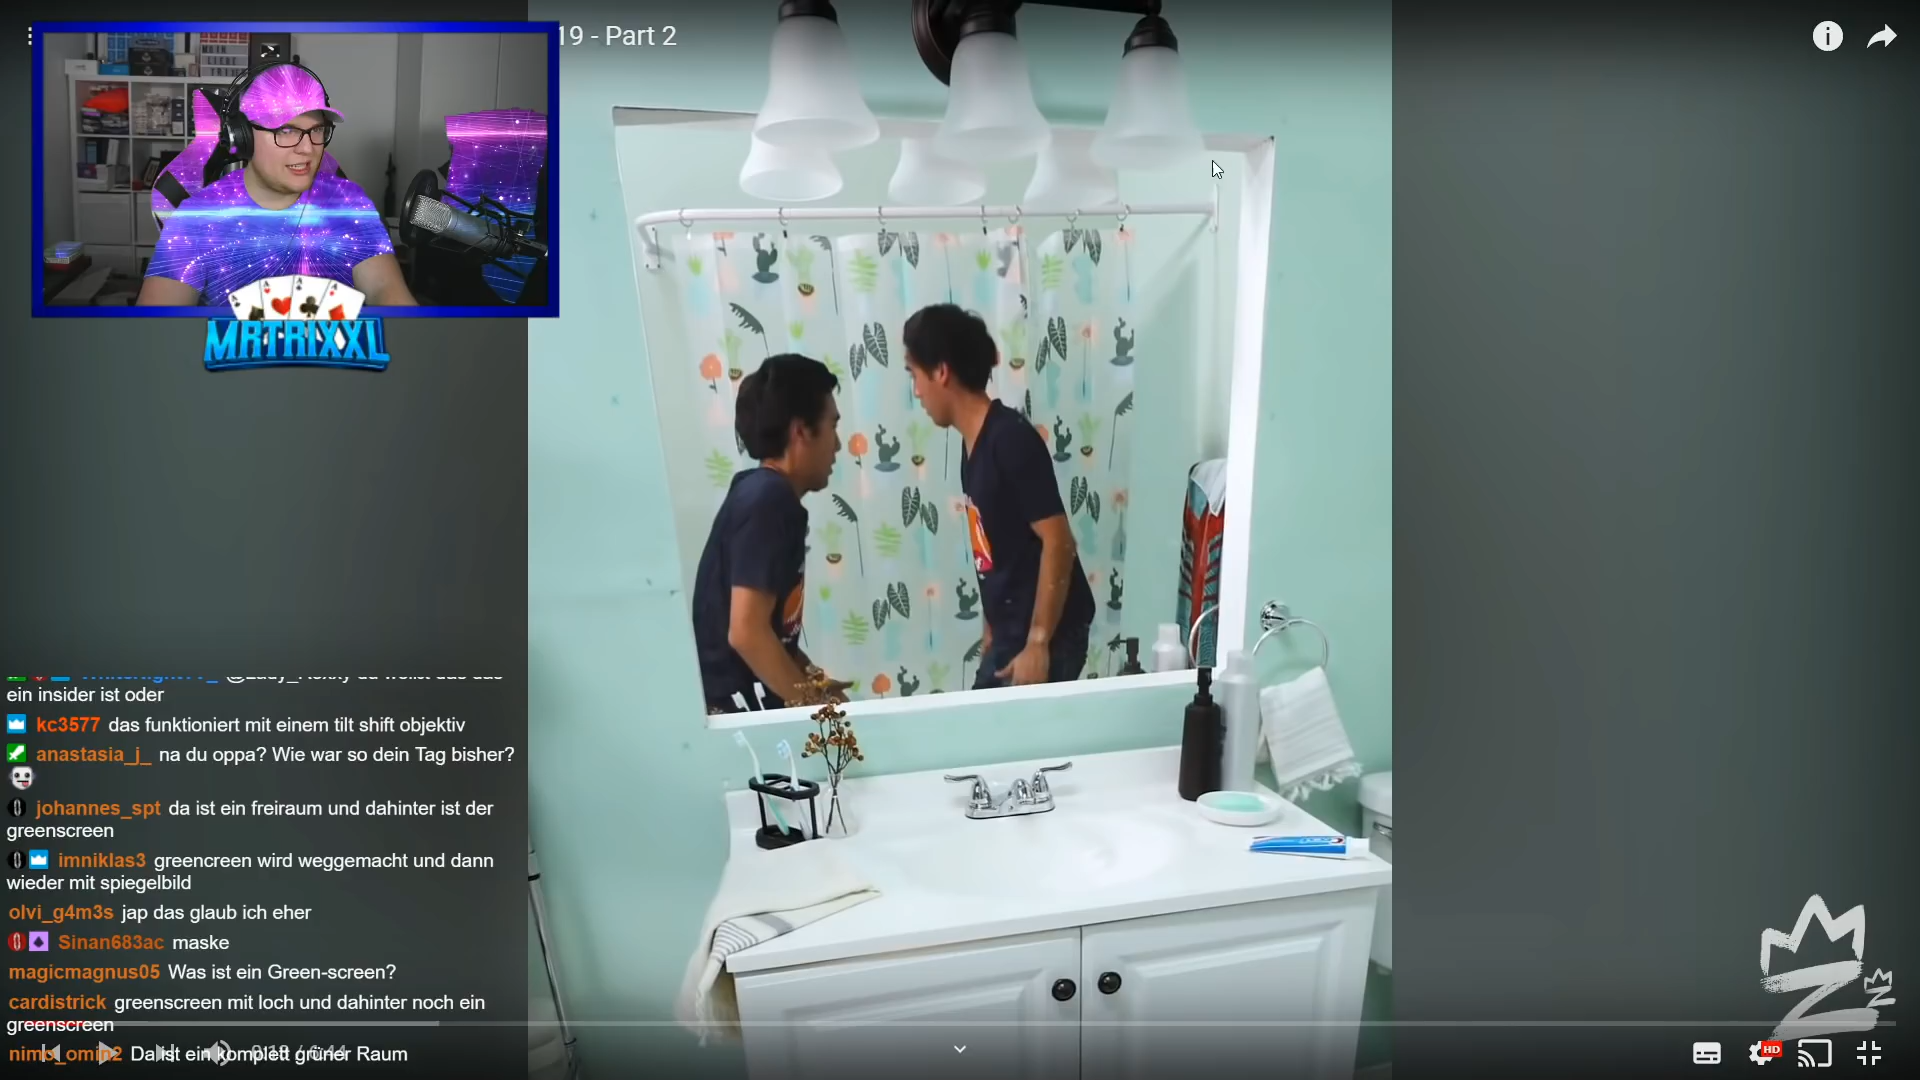 19 - Part 2
MRTRIXXL
ein insider ist oder
kc3577 das funktioniert mit einem tilt shift objektiv
anastasia_j_ na du oppa? Wie war so dein Tag bisher?
johannes_spt da ist ein freiraum und dahinter ist der
greenscreen
imniklas3 greencreen wird weggemacht und dann
wieder mit spiegelbild
olvi_g4m3s jap das glaub ich eher
Sinan683ac maske
magicmagnus05 Was ist ein Green-screen?
cardistrick greenscreen mit loch und dahinter noch ein
greenscreen
nimo_omin2 Da ist ein komplett grüner Raum
HD